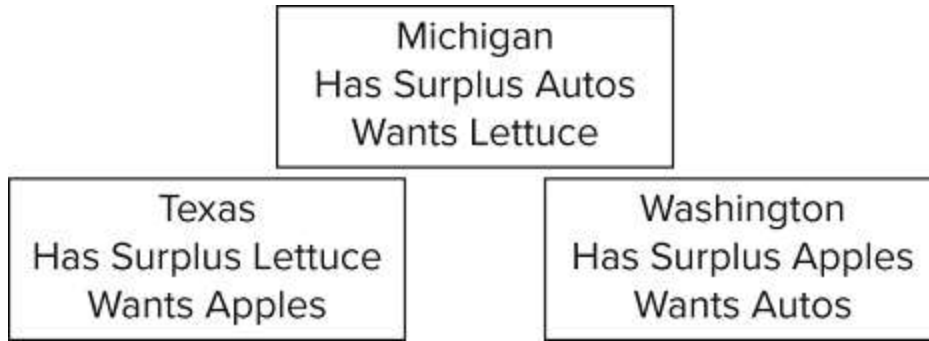 Michigan
Has Surplus Autos
Wants Lettuce
Texas
Has Surplus Lettuce
Wants Apples
Washington
Has Surplus Apples
Wants Autos